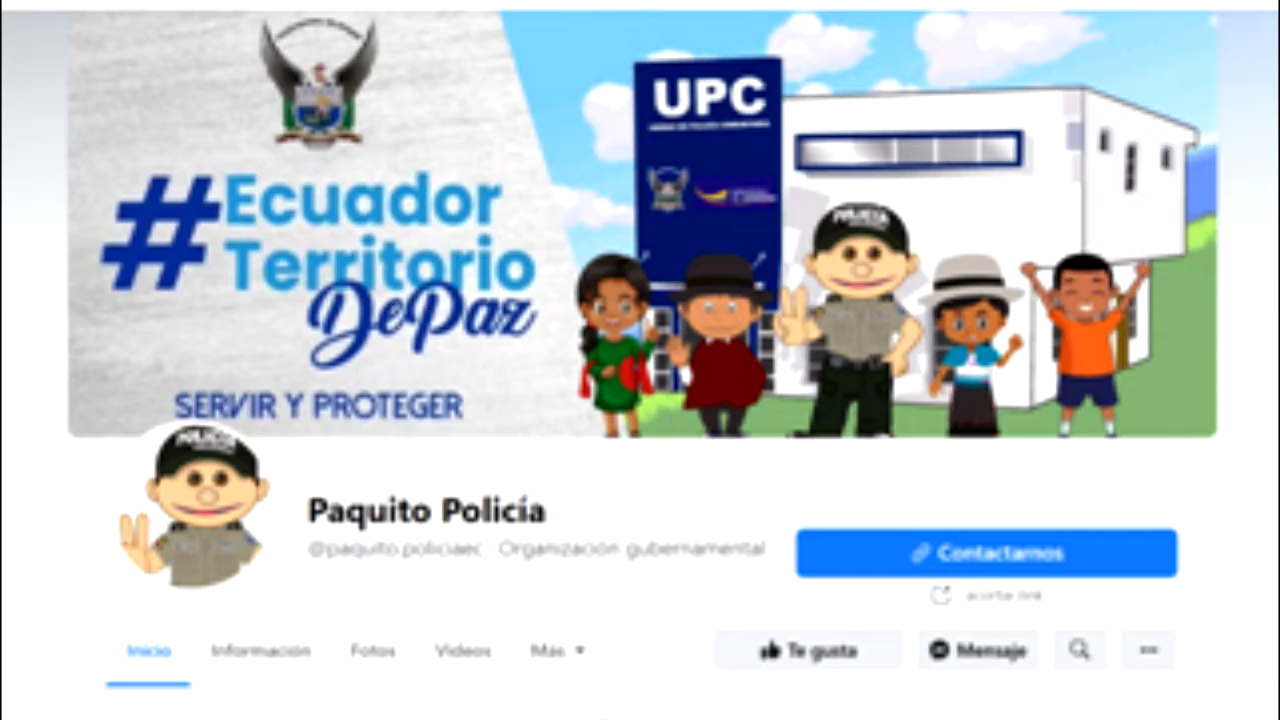 #Ecuador
Territorio
DePaz
SERVIR Y PROTEGER
UPC
POLICIA
POLICIA
Paquito Policía
@paquito.policiaec Organización gubernamental
Contactarnos
Inicio Información Fotos Videos Más
Te gusta Mensaje